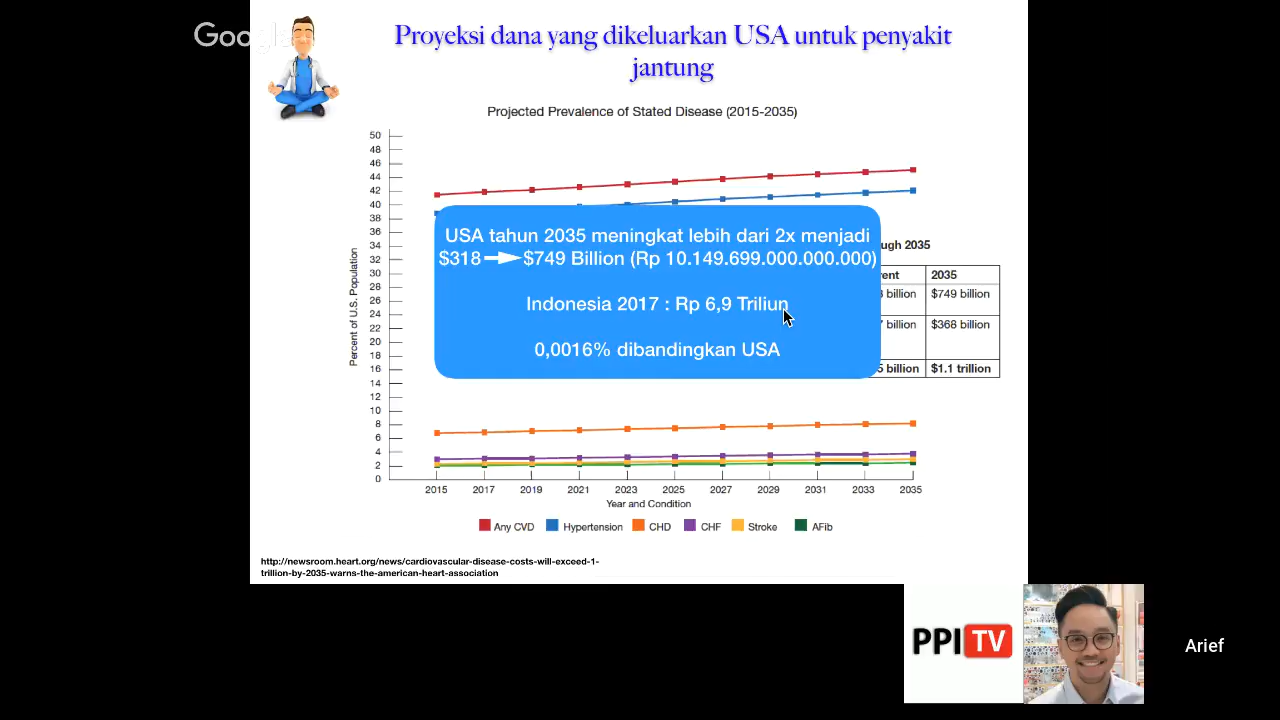 Google
Proyeksi dana yang dikeluarkan USA untuk penyakit
jantung
Projected Prevalence of Stated Disease (2015-2035)
50
48
46
44
42
40
38
36
34
32
30
28
26
24
22
20
18
16
14
12
10
8
6
4
2
0
Percent of U.S. Population
USA tahun 2035 meningkat lebih dari 2x menjadi
$318 $749 Billion (Rp 10.149.699.000.000.000)
Indonesia 2017 : Rp 6,9 Triliun
0,0016% dibandingkan USA
2035
2035
billion $749 billion
billion $368 billion
billion $1.1 trillion
2015 2017 2019 2021 2023 2025 2027 2029 2031 2033 2035
Year and Condition
Any CVD Hypertension CHD CHF Stroke AFib
http://newsroom.heart.org/news/cardiovascular-disease-costs-will-exceed-1-
trillion-by-2035-warns-the-american-heart-association
PPI TV
Arief